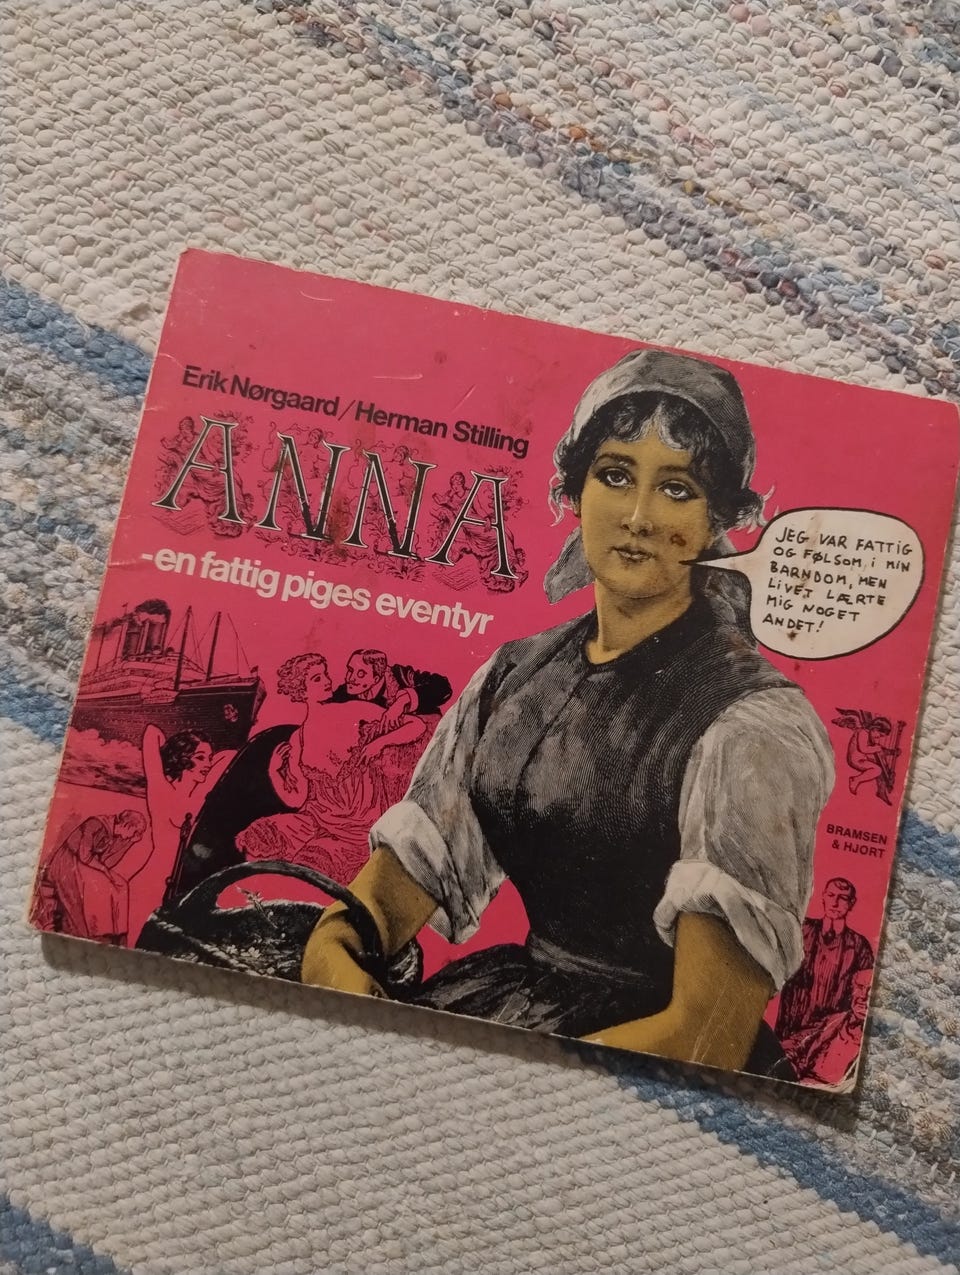 Erik Nørgaard/Herman Stilling
ANNA
-en fattig piges eventyr
JEG VAR FATTIG
OG FØLSOM, I MIN
BARNDOM, MEN
LIVET LÆRTE
MIG NOGET
ANDET!
BRAMSEN
& HJORT